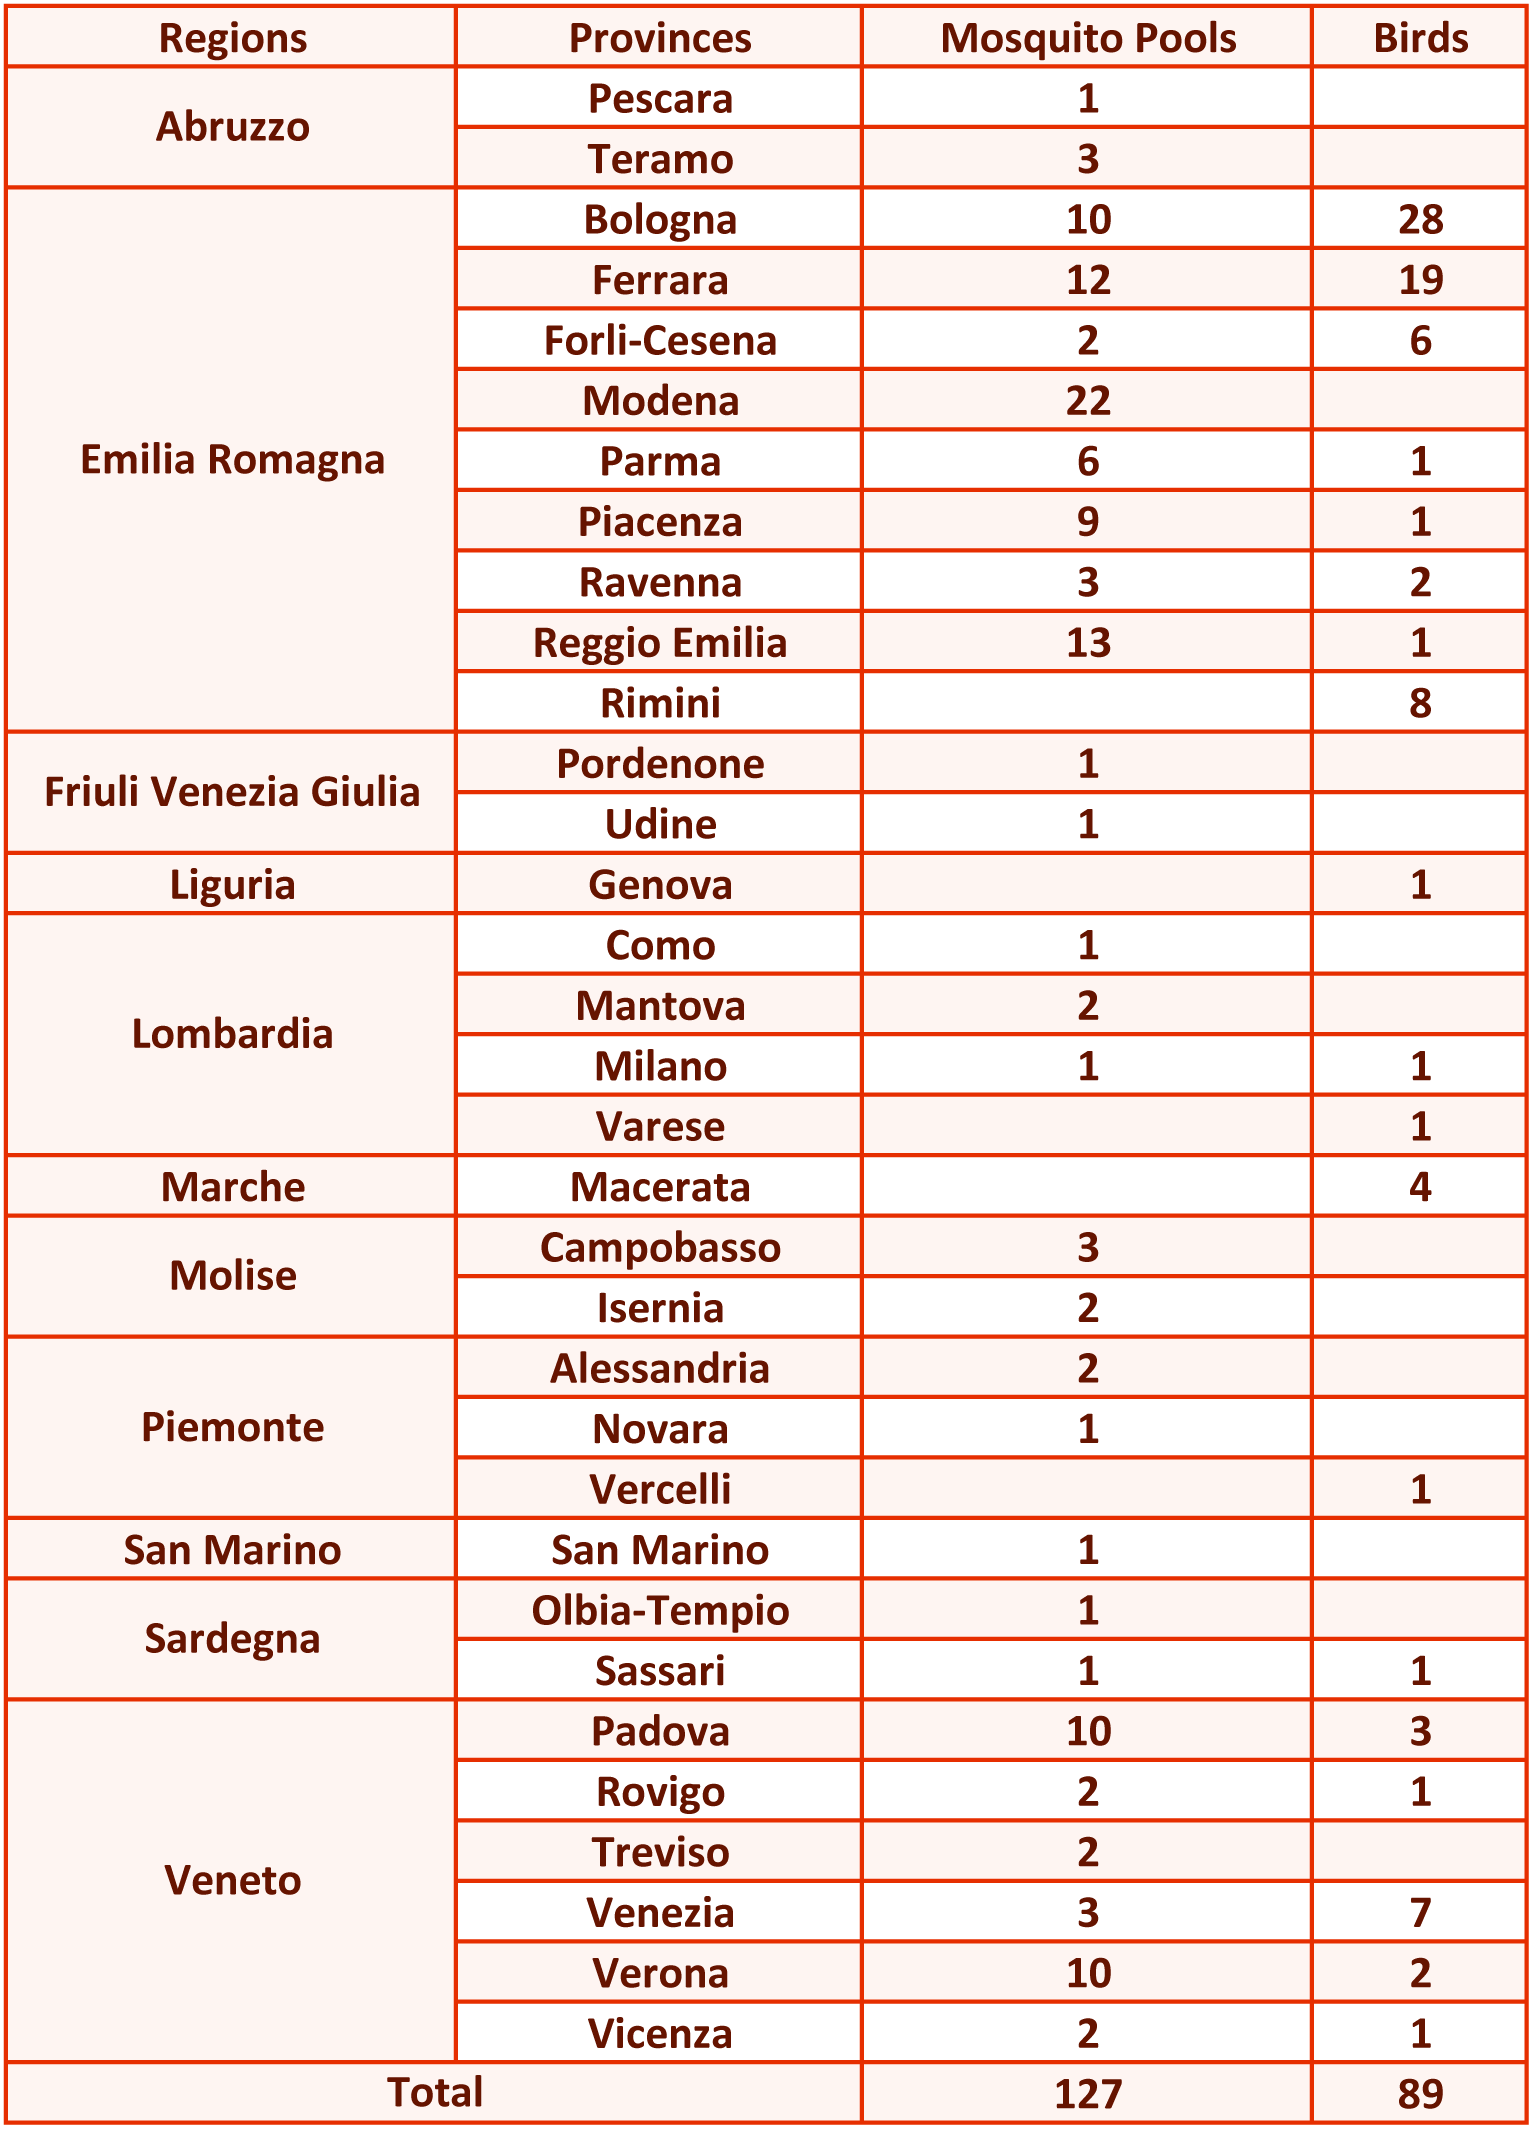 Regions Provinces Mosquito Pools Birds
Abruzzo Pescara 1
Teramo 3
Emilia Romagna Bologna 10 28
Ferrara 12 19
Forli-Cesena 2 6
Modena 22
Parma 6 1
Piacenza 9 1
Ravenna 3 2
Reggio Emilia 13 1
Rimini 8
Friuli Venezia Giulia Pordenone 1
Udine 1
Liguria Genova 1
Lombardia Como 1
Mantova 2
Milano 1 1
Varese 1
Marche Macerata 4
Molise Campobasso 3
Isernia 2
Piemonte Alessandria 2
Novara 1
Vercelli 1
San Marino San Marino 1
Sardegna Olbia-Tempio 1
Sassari 1 1
Veneto Padova 10 3
Rovigo 2 1
Treviso 2
Venezia 3 7
Verona 10 2
Vicenza 2 1
Total 127 89